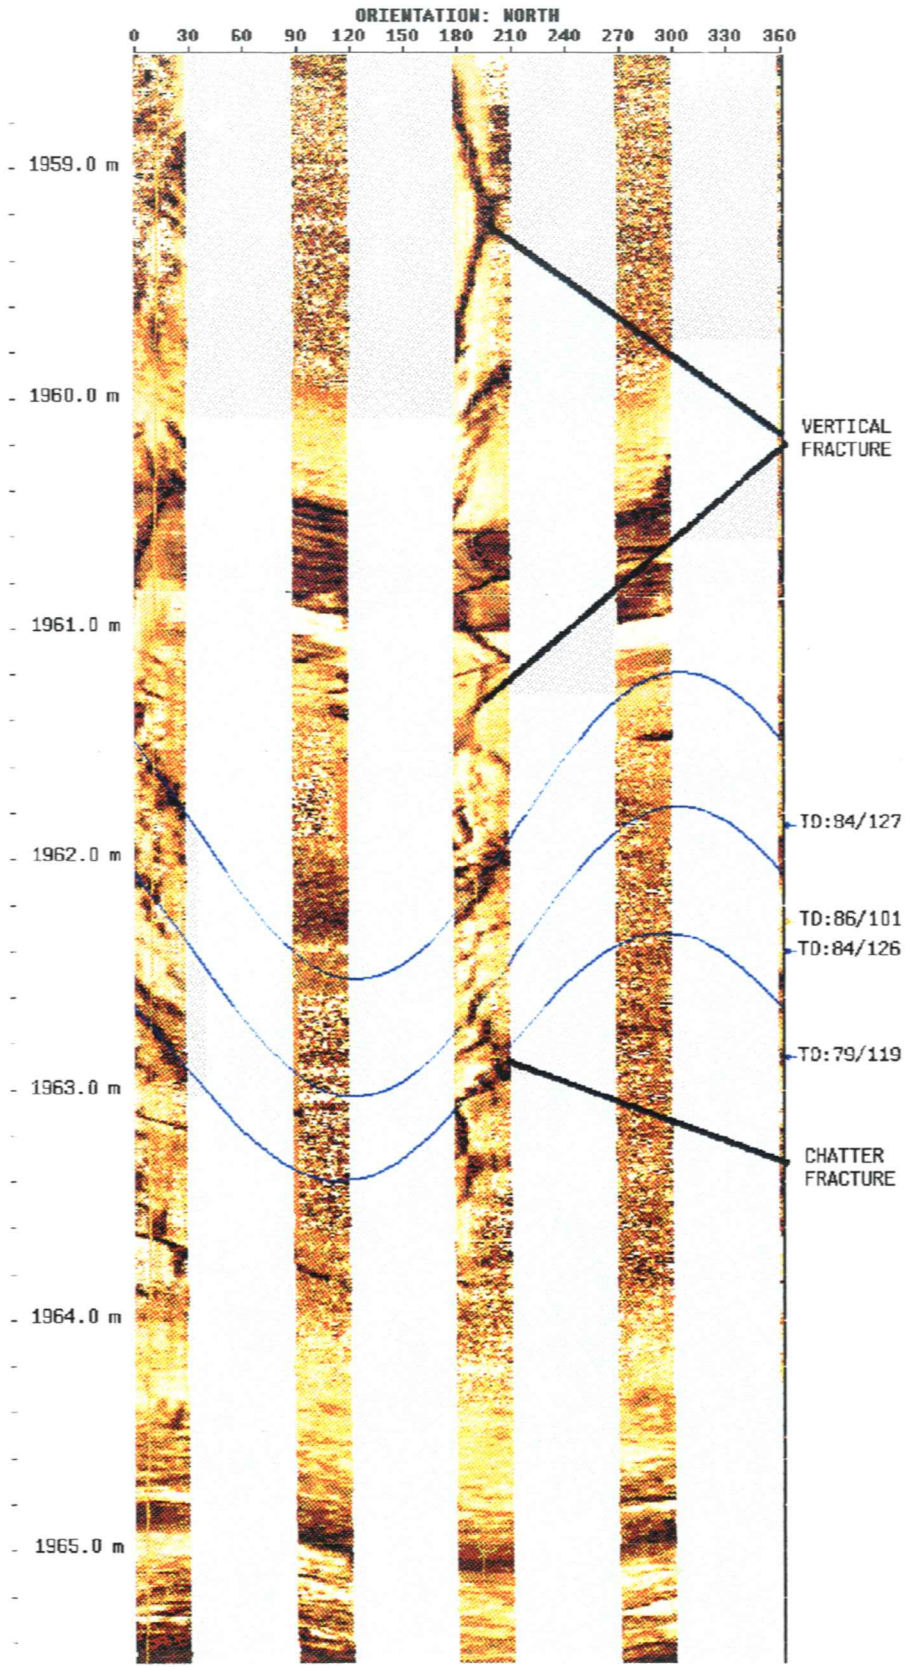 ORIENTATION: NORTH
0 30 60 90 120 150 180 210 240 270 300 330 360
1959.0 m
1960.0 m
VERTICAL
FRACTURE
1961.0 m
TD:84/127
1962.0 m
TD:86/101
TD:84/126
TD:79/119
1963.0 m
CHATTER
FRACTURE
1964.0 m
1965.0 m